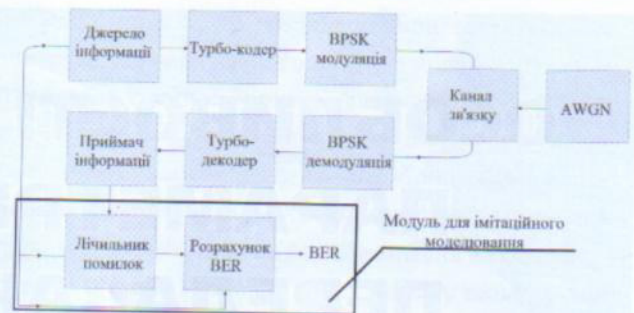 Джерело
інформації
Турбо-кодер
BPSK
модуляція
Канал
зв'язку
AWGN
Приймач
інформації
Турбо-
декодер
BPSK
демодуляція
Лічильник
помилок
Розрахунок
BER
BER
Модуль для імітаційного
моделювання